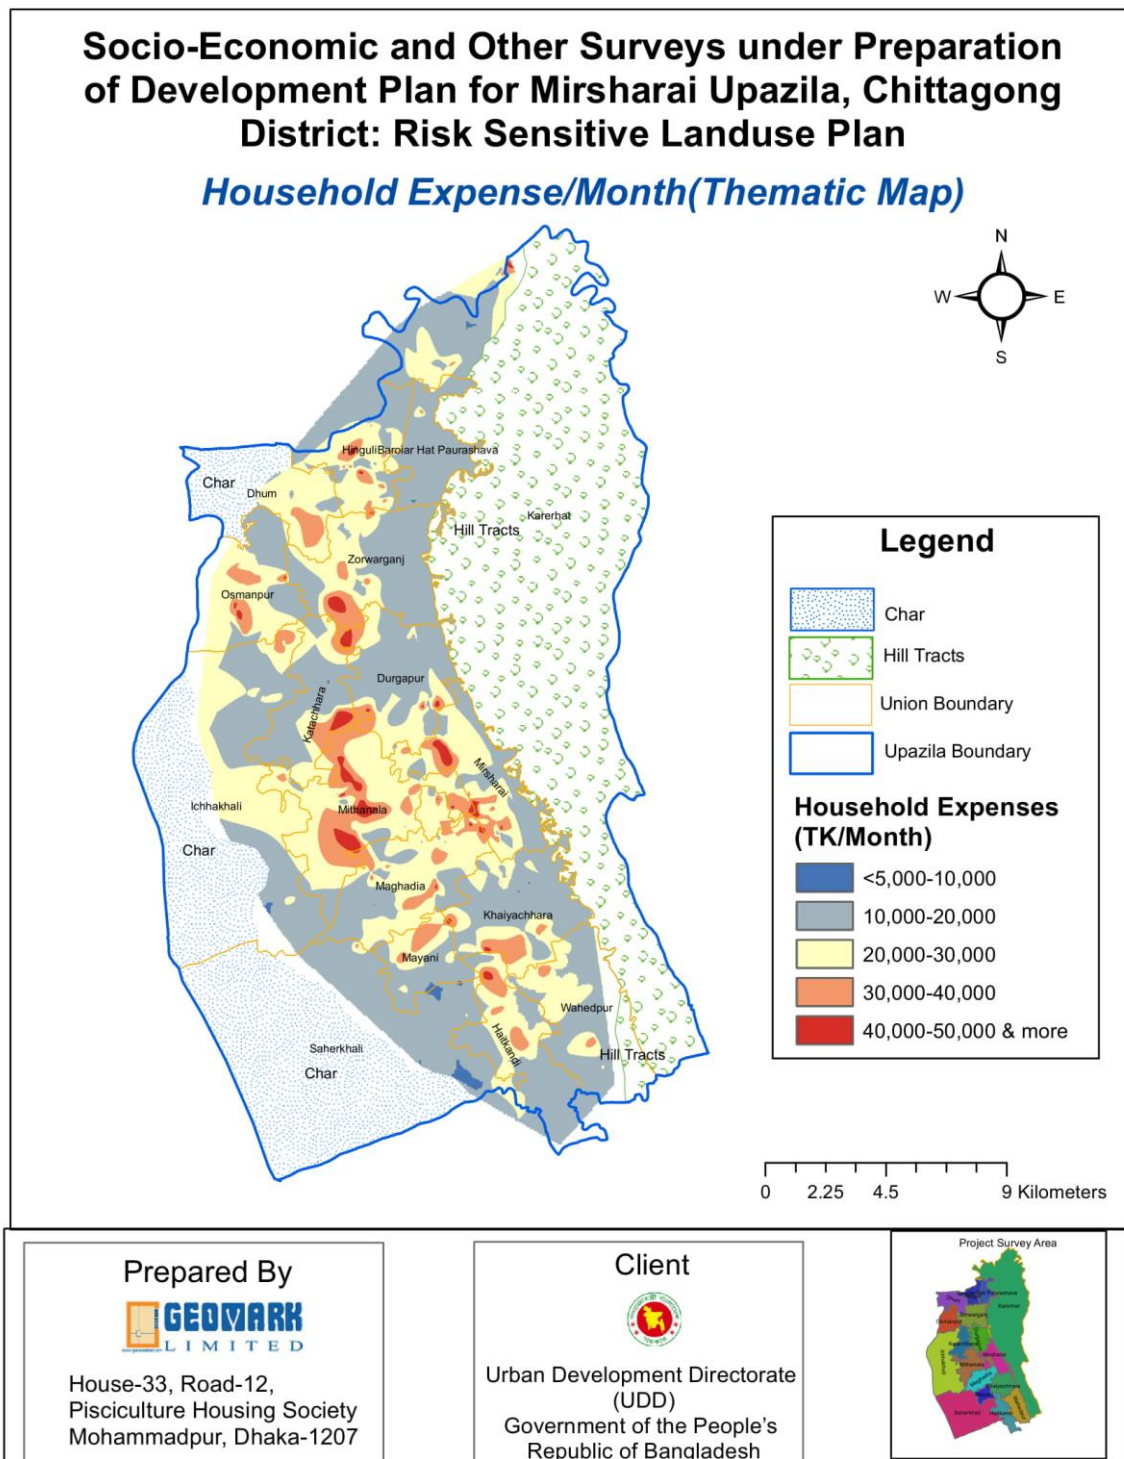 Socio-Economic and Other Surveys under Preparation
of Development Plan for Mirsharai Upazila, Chittagong
District: Risk Sensitive Landuse Plan
Household Expense/Month(Thematic Map)
N
W
E
S
Hinguli
Baroiar Hat Paurashava
Char
Dhum
Karerhat
Hill Tracts
Zorwarganj
Osmanpur
Durgapur
Katachhara
Mirsharai
Ichhakhali
Mithanala
Char
Maghadia
Khaiyachhara
Mayani
Wahedpur
Haitkandi
Saherkhali
Char
Hill Tracts
Legend
Char
Hill Tracts
Union Boundary
Upazila Boundary
Household Expenses
(TK/Month)
<5,000-10,000
10,000-20,000
20,000-30,000
30,000-40,000
40,000-50,000 & more
0 2.25 4.5 9 Kilometers
Prepared By
GEOMARK
LIMITED
House-33, Road-12,
Pisciculture Housing Society
Mohammadpur, Dhaka-1207
Client
Urban Development Directorate
(UDD)
Government of the People's
Republic of Bangladesh
Project Survey Area
Karerhat